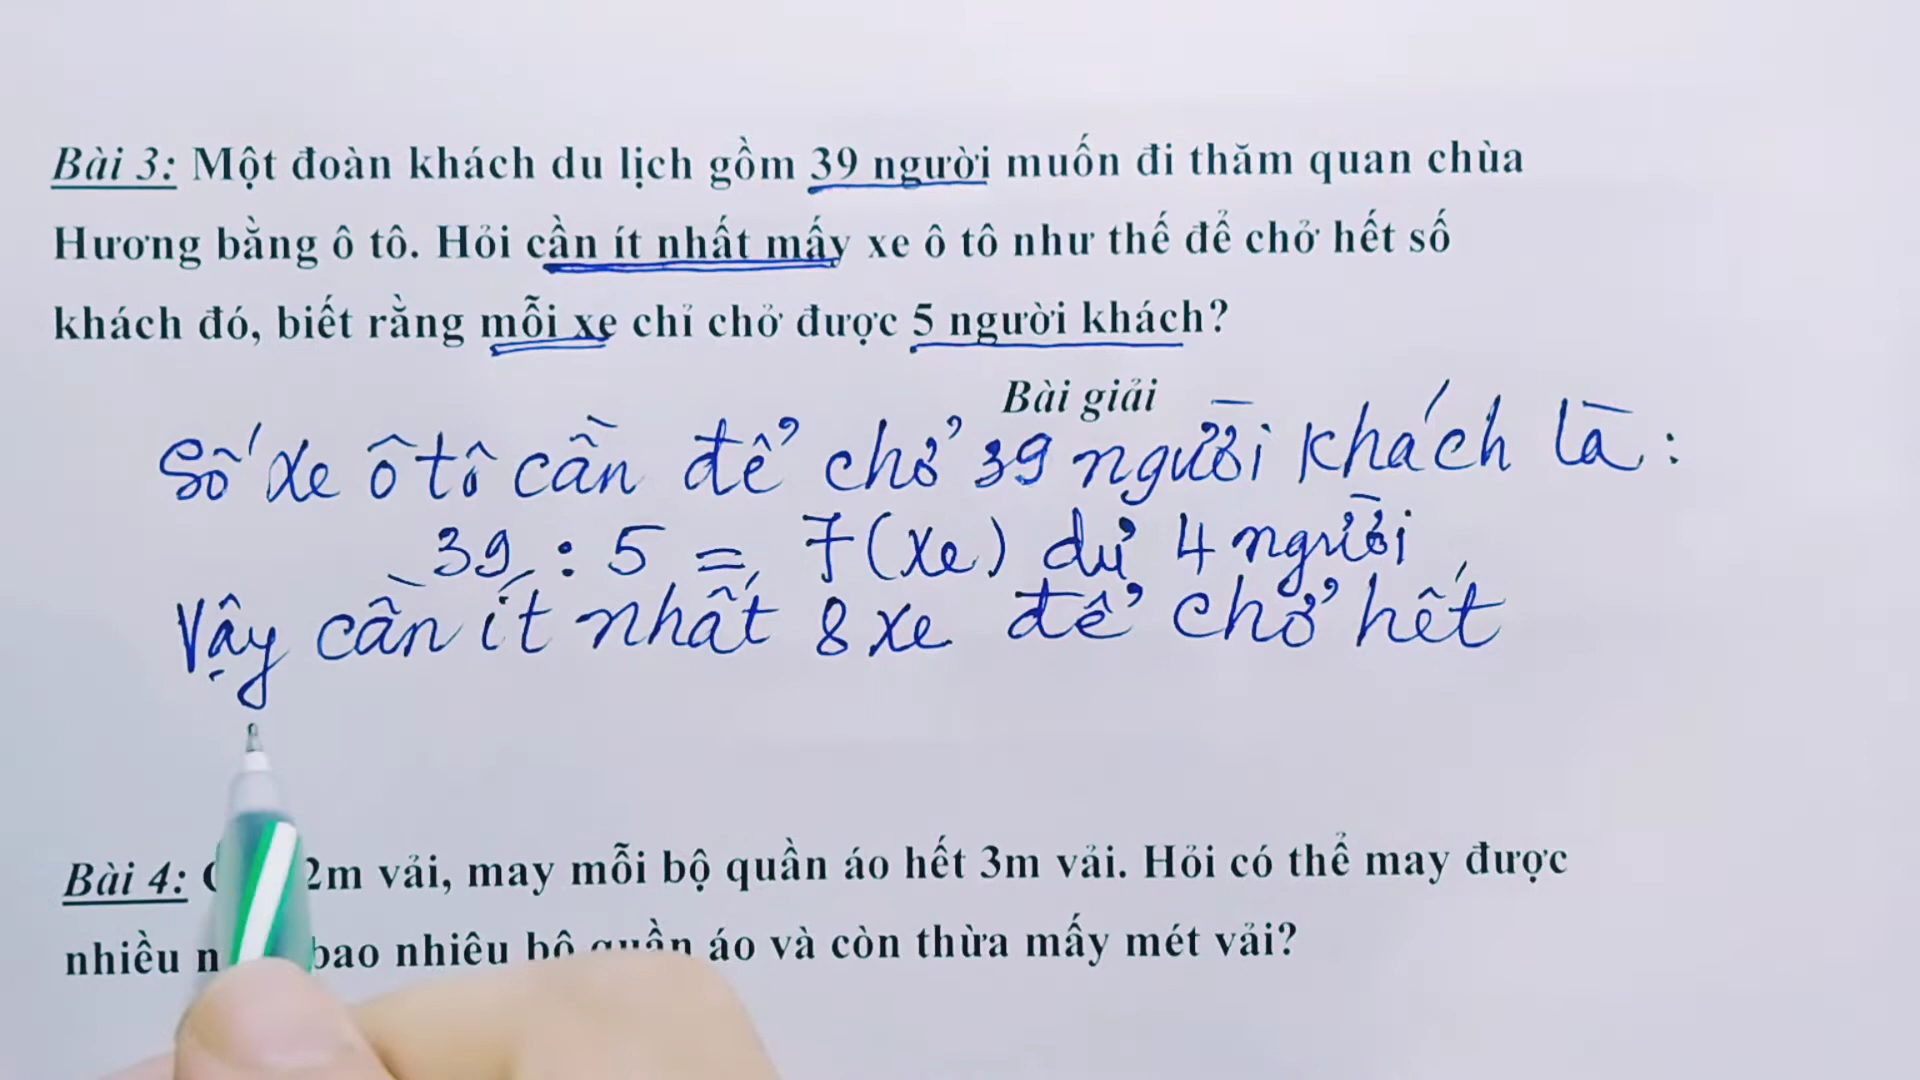 Bài 3: Một đoàn khách du lịch gồm 39 người muốn đi thăm quan chùa
Hương bằng ô tô. Hỏi cần ít nhất mấy xe ô tô như thế để chở hết số
khách đó, biết rằng mỗi xe chỉ chở được 5 người khách?
Bài giải
Số xe ô tô cần để chở 39 người khách là:
39 : 5 = 7 (xe) dư 4 người
Vậy cần ít nhất 8 xe để chở hết
Bài 4: 2m vải, may mỗi bộ quần áo hết 3m vải. Hỏi có thể may được
nhiều bao nhiêu bộ quần áo và còn thừa mấy mét vải?